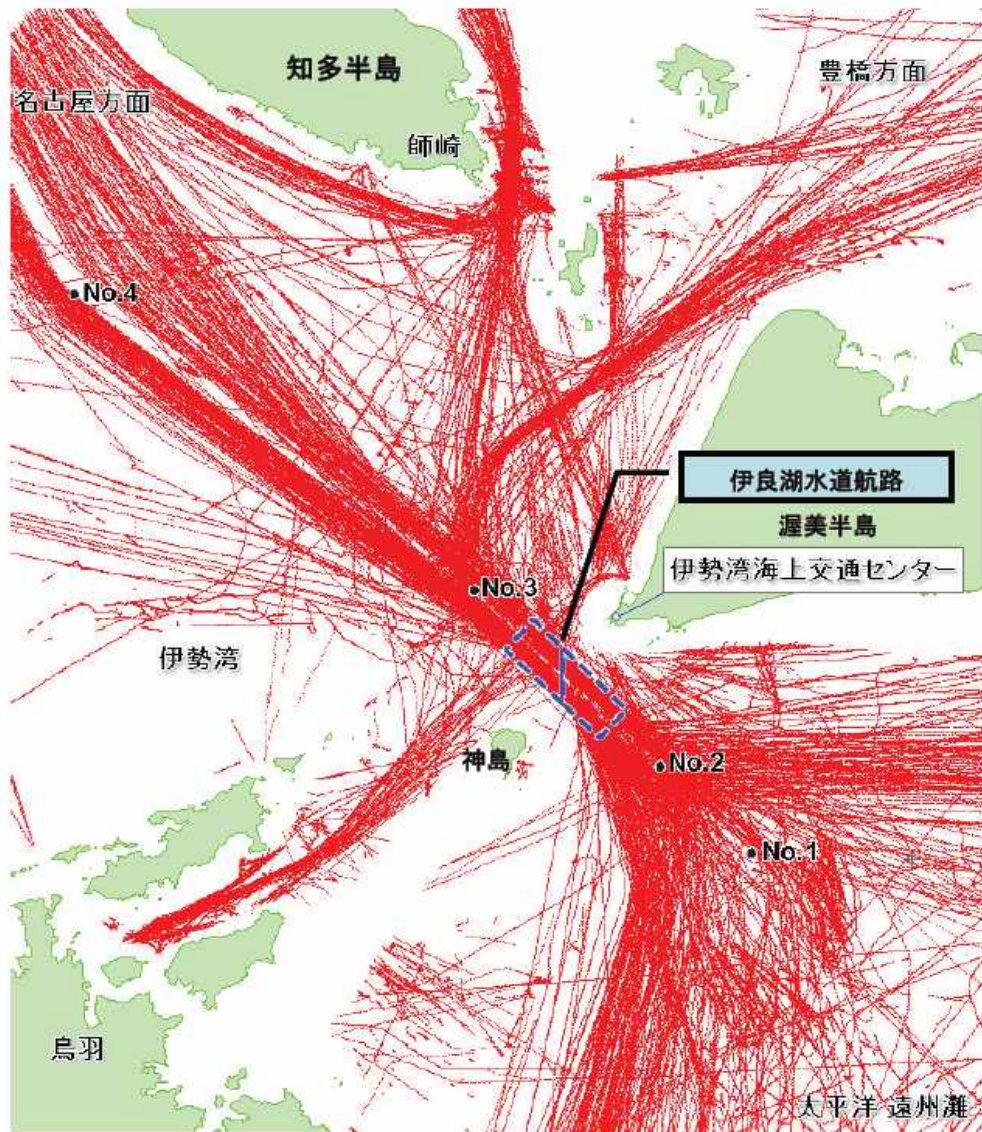 知多半島
豊橋方面
名古屋方面
師崎
No.4
伊良湖水道航路
渥美半島
伊勢湾海上交通センター
No.3
伊勢湾
神島
No.2
No.1
鳥羽
太平洋 遠州灘